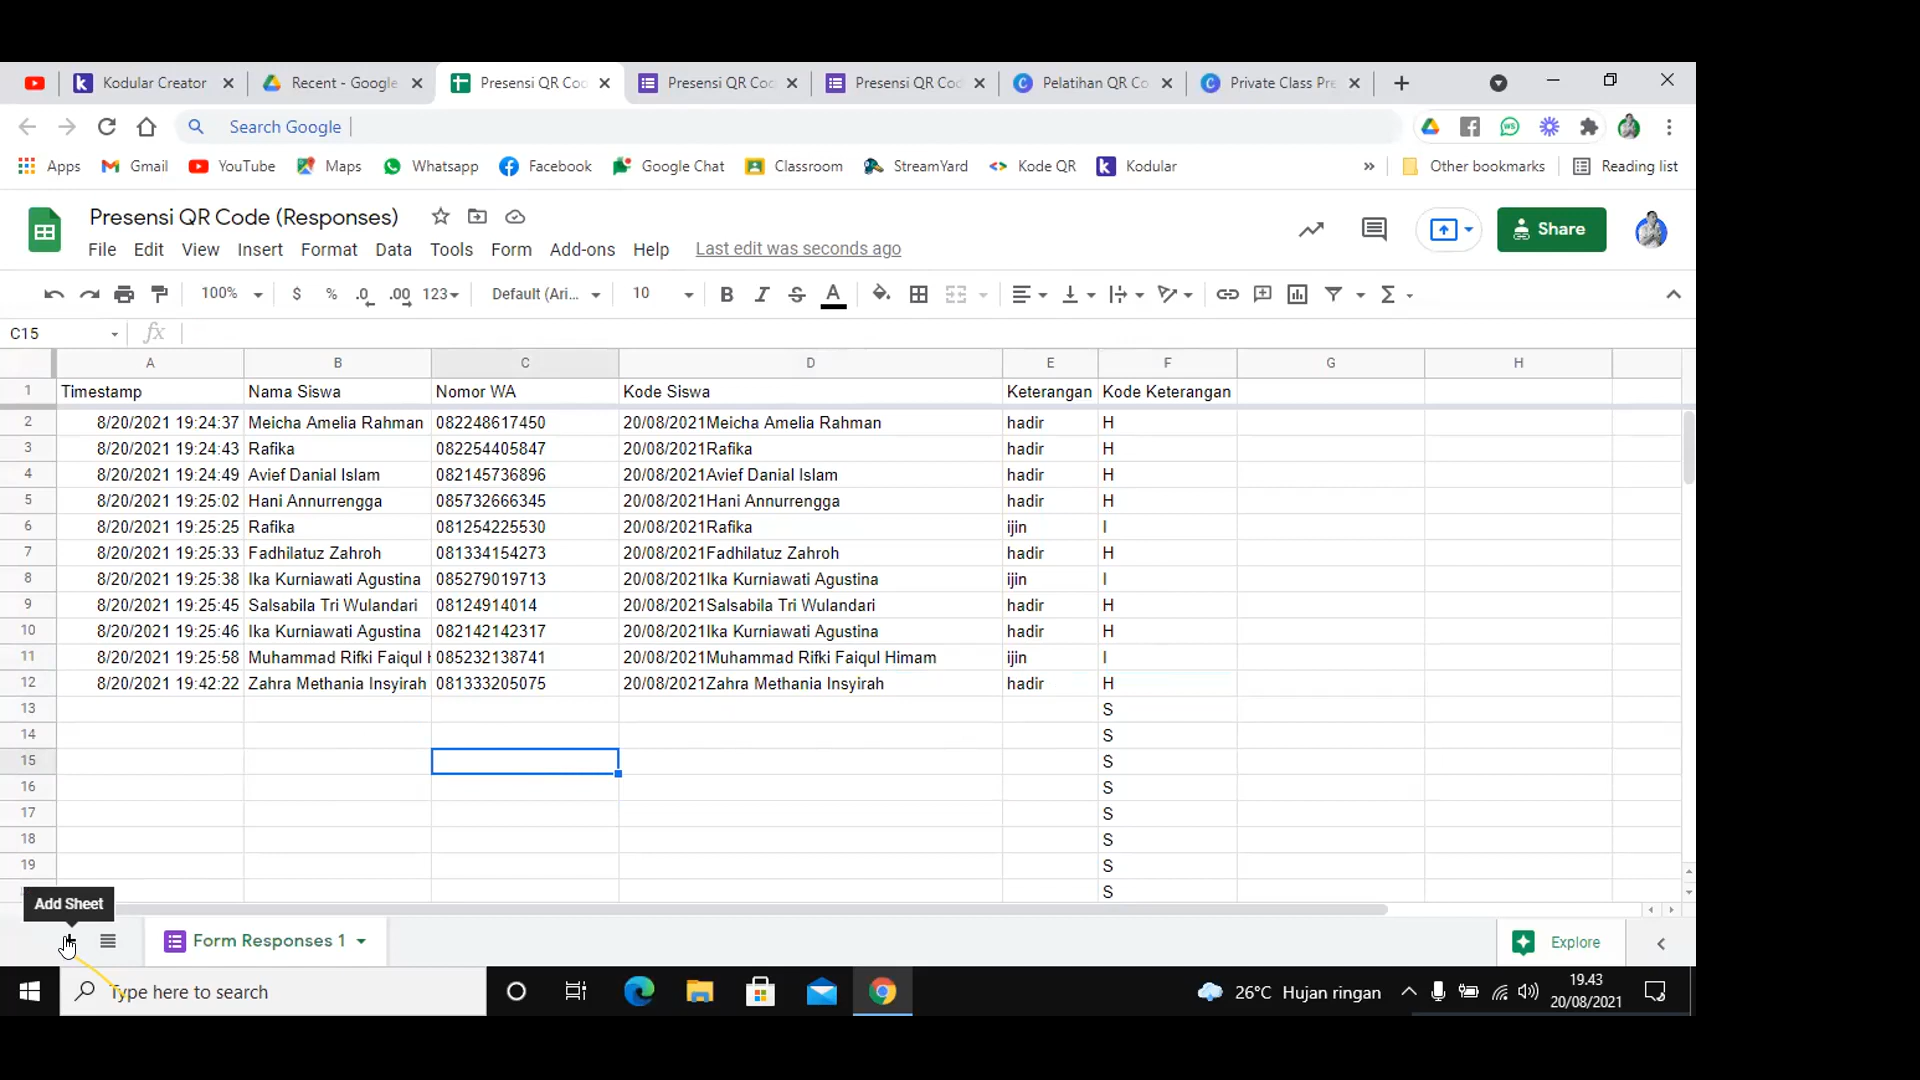 Kodular Creator
Recent - Google
Presensi QR Co
Presensi QR Co
Presensi QR Co
Pelatihan QR Co
Private Class Pre
Search Google
Apps
Gmail
YouTube
Maps
Whatsapp
Facebook
Google Chat
Classroom
StreamYard
Kode QR
Kodular
»
Other bookmarks
Reading list
Presensi QR Code (Responses)
Share
File Edit View Insert Format Data Tools Form Add-ons Help Last edit was seconds ago
100% $ % .0 .00 123 Default (Ari... 10 B I S A Σ
C15 fx
A B C D E F G H
1 Timestamp Nama Siswa Nomor WA Kode Siswa Keterangan Kode Keterangan
2 8/20/2021 19:24:37 Meicha Amelia Rahman 082248617450 20/08/2021Meicha Amelia Rahman hadir H
3 8/20/2021 19:24:43 Rafika 082254405847 20/08/2021Rafika hadir H
4 8/20/2021 19:24:49 Avief Danial Islam 082145736896 20/08/2021Avief Danial Islam hadir H
5 8/20/2021 19:25:02 Hani Annurrengga 085732666345 20/08/2021Hani Annurrengga hadir H
6 8/20/2021 19:25:25 Rafika 081254225530 20/08/2021Rafika ijin I
7 8/20/2021 19:25:33 Fadhilatuz Zahroh 081334154273 20/08/2021Fadhilatuz Zahroh hadir H
8 8/20/2021 19:25:38 Ika Kurniawati Agustina 085279019713 20/08/2021Ika Kurniawati Agustina ijin I
9 8/20/2021 19:25:45 Salsabila Tri Wulandari 08124914014 20/08/2021Salsabila Tri Wulandari hadir H
10 8/20/2021 19:25:46 Ika Kurniawati Agustina 082142142317 20/08/2021Ika Kurniawati Agustina hadir H
11 8/20/2021 19:25:58 Muhammad Rifki Faiqul 085232138741 20/08/2021Muhammad Rifki Faiqul Himam ijin I
12 8/20/2021 19:42:22 Zahra Methania Insyirah 081333205075 20/08/2021Zahra Methania Insyirah hadir H
13 S
14 S
15 S
16 S
17 S
18 S
19 S
S
Add Sheet
Form Responses 1
Explore
Type here to search
26°C Hujan ringan
19.43
20/08/2021